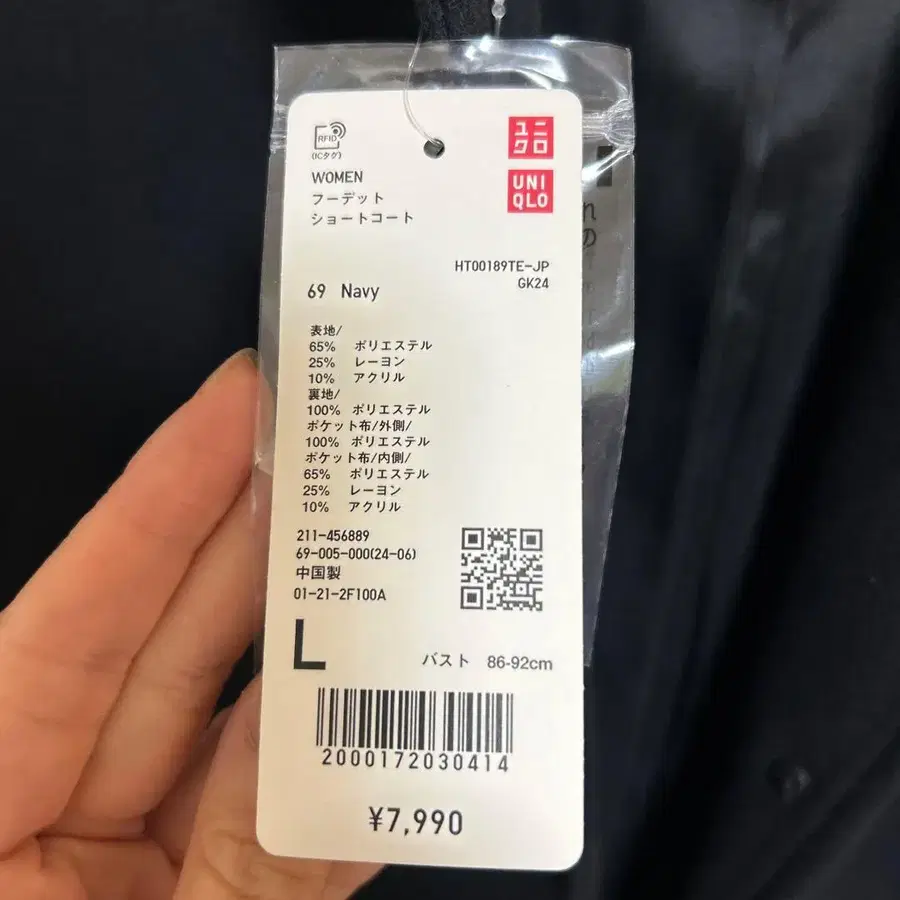 RFID
(ICタグ)
ユニ
クロ
UNI
QLO
WOMEN
フーデット
ショートコート
HT00189TE-JP
GK24
69 Navy
表地/
65% ポリエステル
25% レーヨン
10% アクリル
裏地/
100% ポリエステル
ポケット布/外側/
100% ポリエステル
ポケット布/内側/
65% ポリエステル
25% レーヨン
10% アクリル
211-456889
69-005-000(24-06)
中国製
01-21-2F100A
L
バスト 86-92cm
2000172030414
¥7,990
れ
の